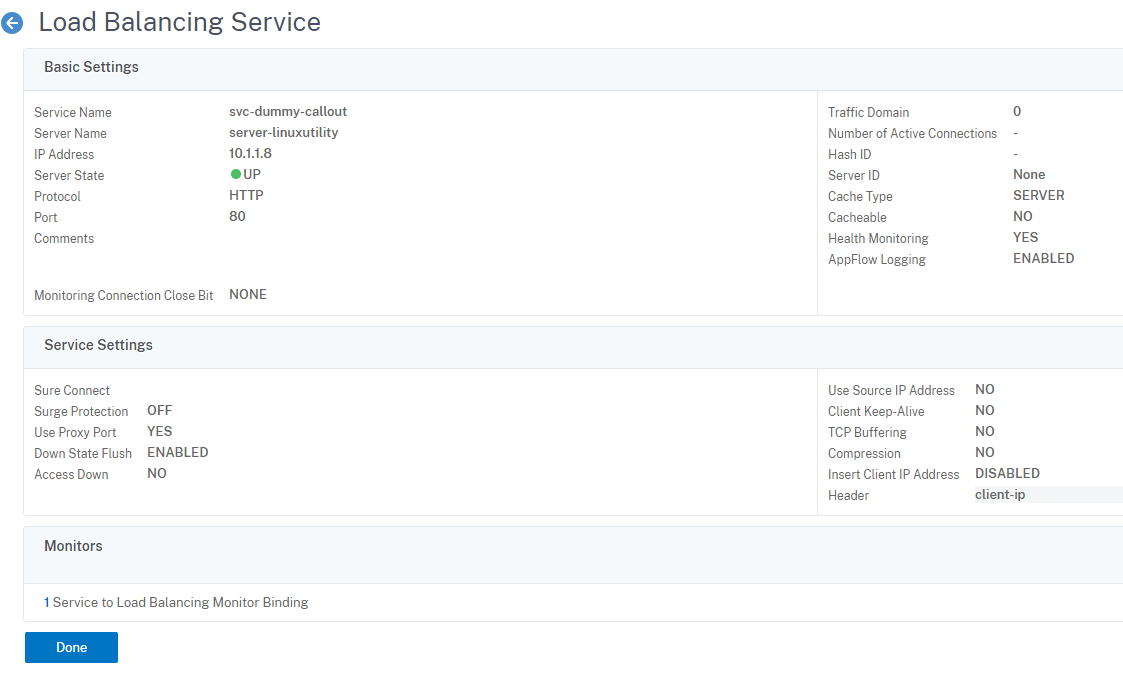 Load Balancing Service
Basic Settings
Service Name svc-dummy-callout
Server Name server-linuxutility
IP Address 10.1.1.8
Server State UP
Protocol HTTP
Port 80
Comments
Monitoring Connection Close Bit NONE
Traffic Domain 0
Number of Active Connections -
Hash ID -
Server ID None
Cache Type SERVER
Cacheable NO
Health Monitoring YES
AppFlow Logging ENABLED
Service Settings
Sure Connect
Surge Protection OFF
Use Proxy Port YES
Down State Flush ENABLED
Access Down NO
Use Source IP Address NO
Client Keep-Alive NO
TCP Buffering NO
Compression NO
Insert Client IP Address DISABLED
Header client-ip
Monitors
1 Service to Load Balancing Monitor Binding
Done